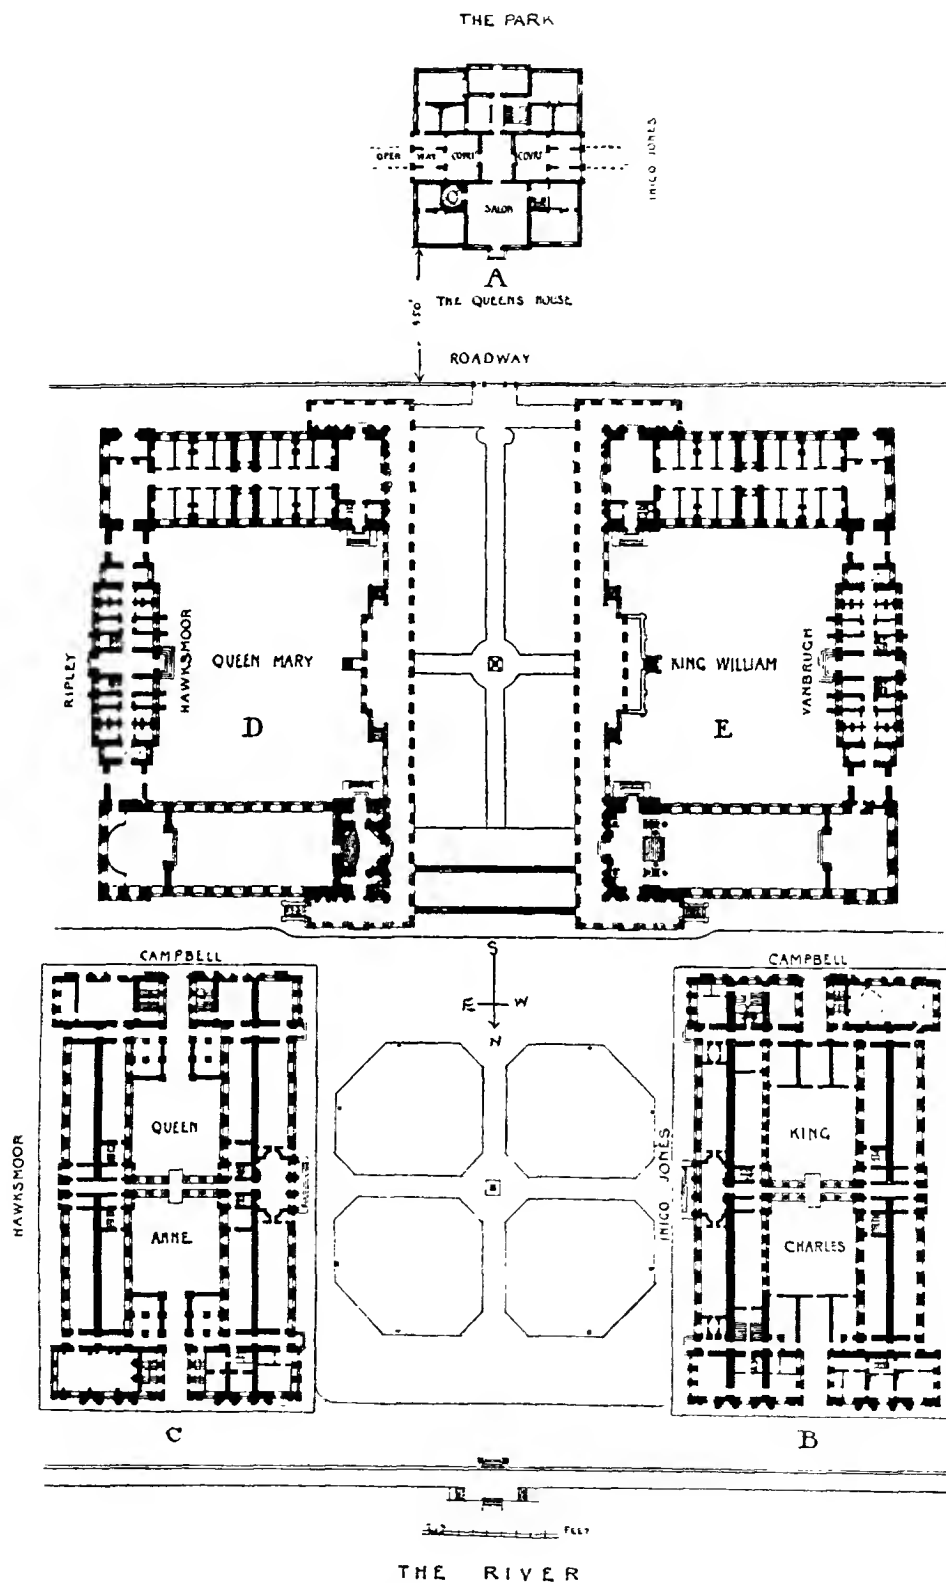 THE PARK
INIGO JONES
OPEN WAY COURT COURT
SALON
A
THE QUEENS HOUSE
ROADWAY
RIPLEY
HAWKSMOOR
QUEEN MARY
D
KING WILLIAM
E
VANBRUGH
CAMPBELL
S
E W
N
CAMPBELL
HAWKSMOOR
QUEEN
ANNE
C
INIGO JONES
KING
CHARLES
B
FEET
THE RIVER